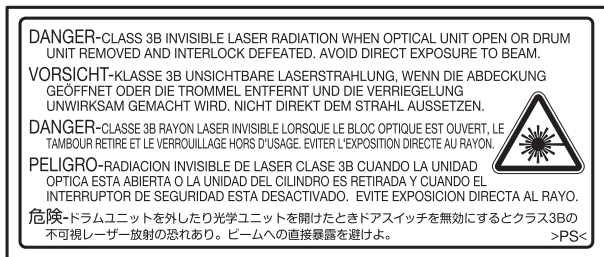 DANGER-CLASS 3B INVISIBLE LASER RADIATION WHEN OPTICAL UNIT OPEN OR DRUM
UNIT REMOVED AND INTERLOCK DEFEATED. AVOID DIRECT EXPOSURE TO BEAM.
VORSICHT-KLASSE 3B UNSICHTBARE LASERSTRAHLUNG, WENN DIE ABDECKUNG
GEÖFFNET ODER DIE TROMMEL ENTFERNT UND DIE VERRIEGELUNG
UNWIRKSAM GEMACHT WIRD. NICHT DIREKT DEM STRAHL AUSSETZEN.
DANGER-CLASSE 3B RAYON LASER INVISIBLE LORSQUE LE BLOC OPTIQUE EST OUVERT, LE
TAMBOUR RETIRE ET LE VERROUILLAGE HORS D'USAGE. EVITER L'EXPOSITION DIRECTE AU RAYON.
PELIGRO-RADIACION INVISIBLE DE LASER CLASE 3B CUANDO LA UNIDAD
OPTICA ESTA ABIERTA O LA UNIDAD DEL CILINDRO ES RETIRADA Y CUANDO EL
INTERRUPTOR DE SEGURIDAD ESTA DESACTIVADO. EVITE EXPOSICION DIRECTA AL RAYO.
危険-ドラムユニットを外したり光学ユニットを開けたときドアスイッチを無効にするとクラス3Bの
不可視レーザー放射の恐れあり。ビームへの直接暴露を避けよ。 >PS<